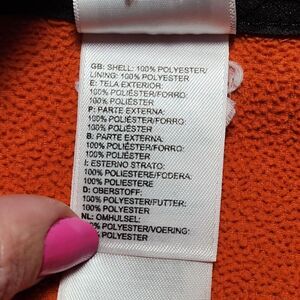 GB: SHELL: 100% POLYESTER/
LINING: 100% POLYESTER
E: TELA EXTERIOR:
100% POLIÉSTER/FORRO:
100% POLIÉSTER
P: PARTE EXTERNA:
100% POLIÉSTER/FORRO:
100% POLIÉSTER
B: PARTE EXTERNA:
100% POLIÉSTER/FORRO:
100% POLIÉSTER
I: ESTERNO STRATO:
100% POLIESTERE/FODERA:
100% POLIESTERE
D: OBERSTOFF:
100% POLYESTER/FUTTER:
100% POLYESTER
NL: OMHULSEL:
% POLYESTER/VOERING:
POLYESTER